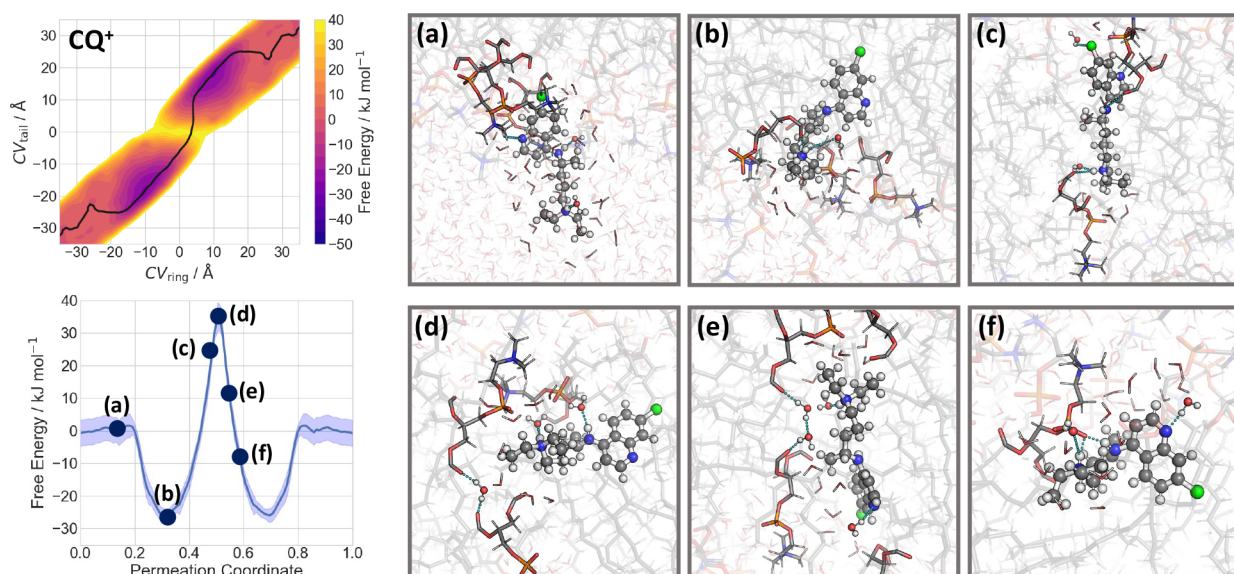 CQ⁺
30
20
10
0
−10
−20
−30
CV_tail / Å
−30 −20 −10 0 10 20 30
CV_ring / Å
40
30
20
10
0
−10
−20
−30
−40
−50
Free Energy / kJ mol⁻¹
40
30
20
10
0
−10
−20
−30
Free Energy / kJ mol⁻¹
(a)
(b)
(c)
(d)
(e)
(f)
0.0 0.2 0.4 0.6 0.8 1.0
Permeation Coordinate
(a)
(b)
(c)
(d)
(e)
(f)